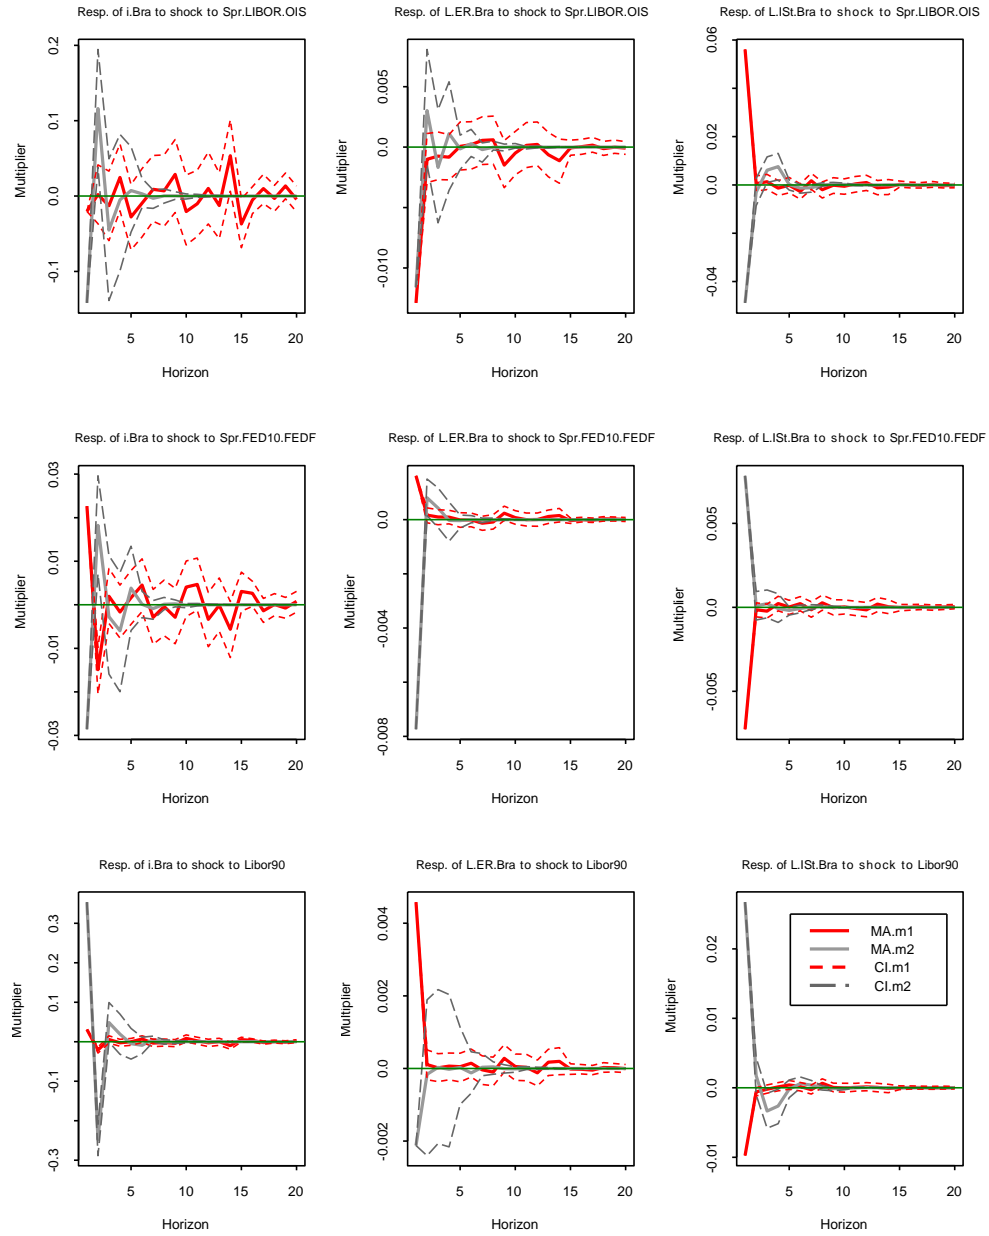 Resp. of i.Bra to shock to Spr.LIBOR.OIS
Resp. of L.ER.Bra to shock to Spr.LIBOR.OIS
Resp. of L.ISt.Bra to shock to Spr.LIBOR.OIS
Multiplier
0.2
0.1
0.0
-0.1
5
10
15
20
Horizon
Multiplier
0.005
0.0
-0.010
5
10
15
20
Horizon
Multiplier
0.06
0.02
0.0
-0.04
5
10
15
20
Horizon
Resp. of i.Bra to shock to Spr.FED10.FEDF
Resp. of L.ER.Bra to shock to Spr.FED10.FEDF
Resp. of L.ISt.Bra to shock to Spr.FED10.FEDF
Multiplier
0.03
0.01
-0.01
-0.03
5
10
15
20
Horizon
Multiplier
0.0
-0.004
-0.008
5
10
15
20
Horizon
Multiplier
0.005
0.0
-0.005
5
10
15
20
Horizon
Resp. of i.Bra to shock to Libor90
Resp. of L.ER.Bra to shock to Libor90
Resp. of L.ISt.Bra to shock to Libor90
Multiplier
0.3
0.1
-0.1
-0.3
5
10
15
20
Horizon
Multiplier
0.004
0.002
0.0
-0.002
5
10
15
20
Horizon
Multiplier
0.02
0.01
0.0
-0.01
5
10
15
20
Horizon
MA.m1
MA.m2
CI.m1
CI.m2